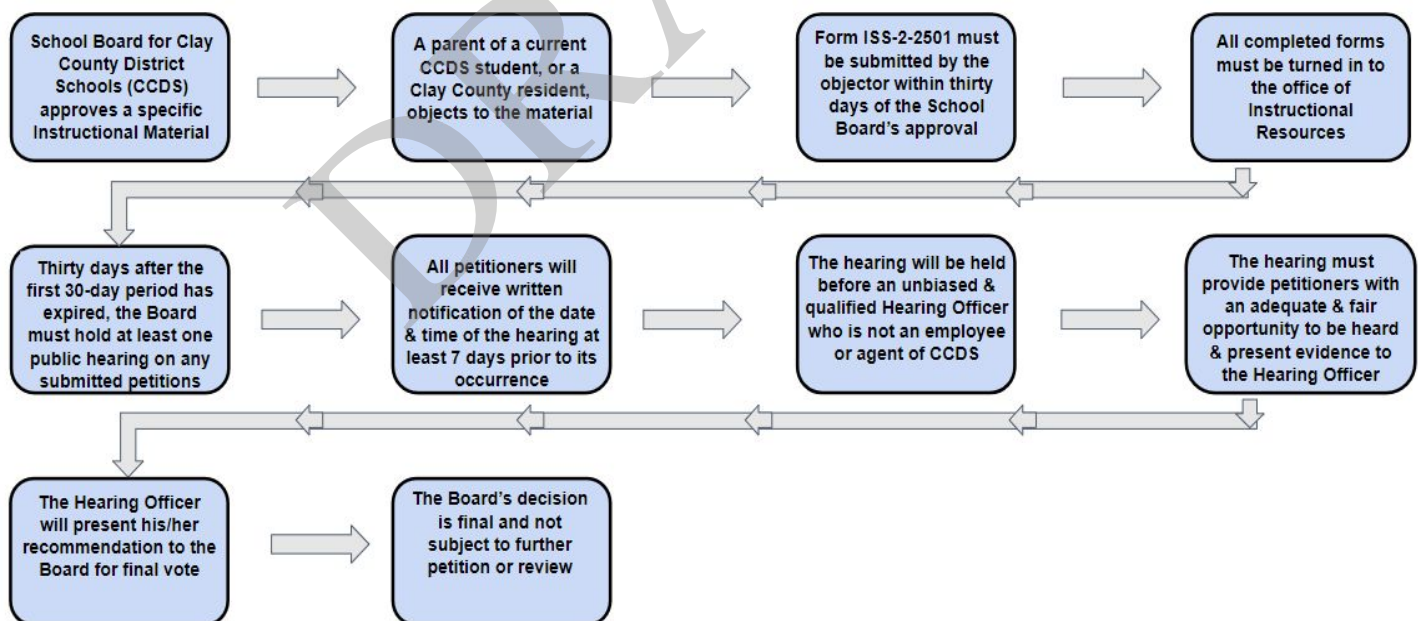 School Board for Clay
County District
Schools (CCDS)
approves a specific
Instructional Material
A parent of a current
CCDS student, or a
Clay County resident,
objects to the material
Form ISS-2-2501 must
be submitted by the
objector within thirty
days of the School
Board's approval
All completed forms
must be turned in to
the office of
Instructional
Resources
Thirty days after the
first 30-day period has
expired, the Board
must hold at least one
public hearing on any
submitted petitions
All petitioners will
receive written
notification of the date
& time of the hearing at
least 7 days prior to its
occurrence
The hearing will be held
before an unbiased &
qualified Hearing Officer
who is not an employee
or agent of CCDS
The hearing must
provide petitioners with
an adequate & fair
opportunity to be heard
& present evidence to
the Hearing Officer
The Hearing Officer
will present his/her
recommendation to the
Board for final vote
The Board's decision
is final and not
subject to further
petition or review